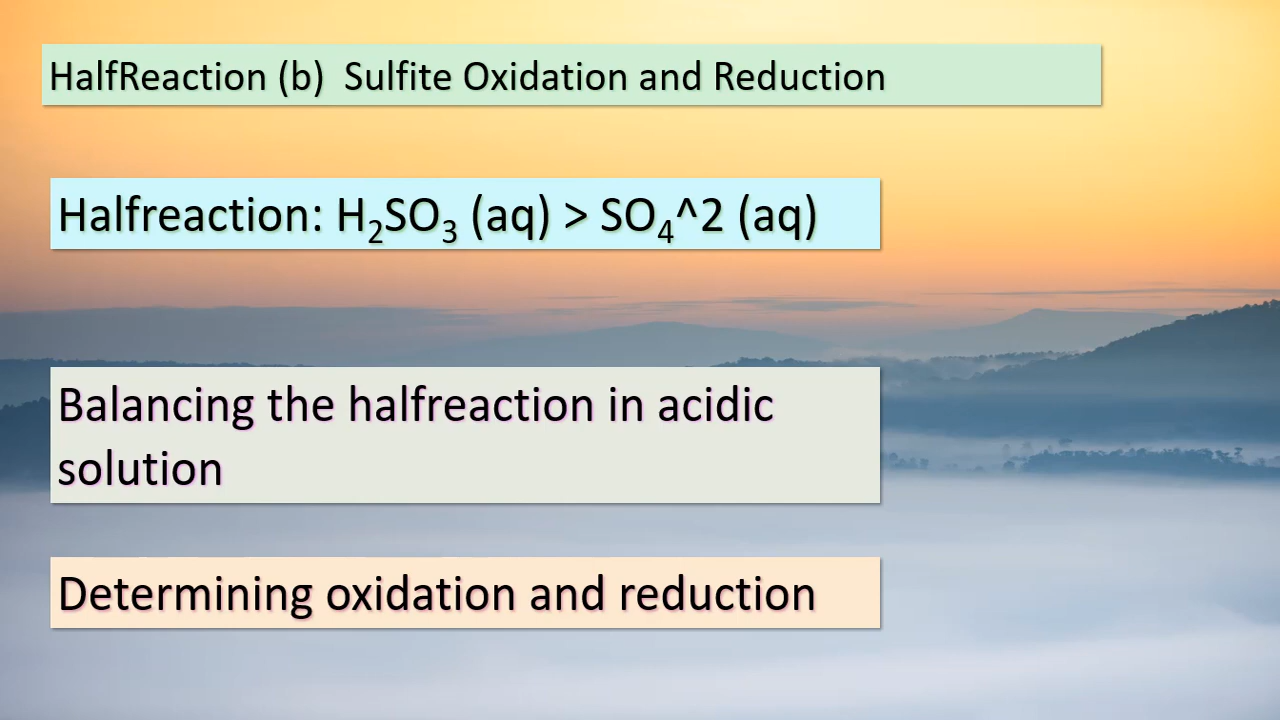 HalfReaction (b)  Sulfite Oxidation and Reduction
Halfreaction: H₂SO₃ (aq) > SO₄^2 (aq)
Balancing the halfreaction in acidic
solution
Determining oxidation and reduction